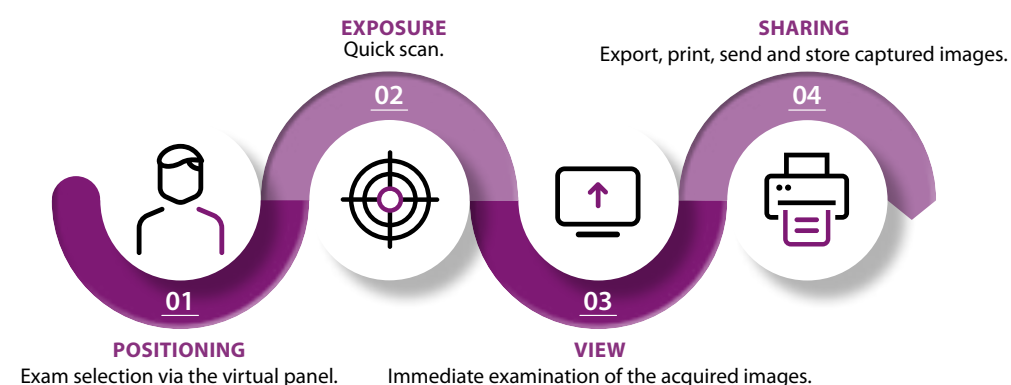 01
POSITIONING
Exam selection via the virtual panel.
EXPOSURE
Quick scan.
02
03
VIEW
Immediate examination of the acquired images.
SHARING
Export, print, send and store captured images.
04